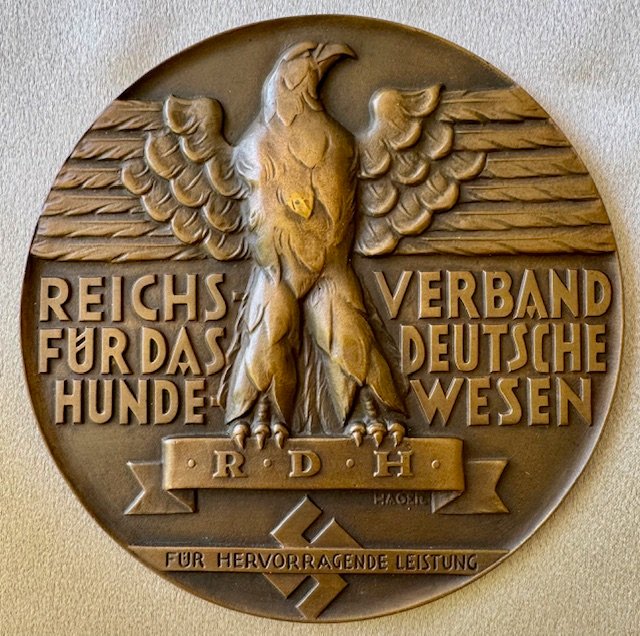 REICHS- VERBAND
FÜR DAS DEUTSCHE
HUNDE- WESEN
· R · D · H ·
HAGER
FÜR HERVORRAGENDE LEISTUNG